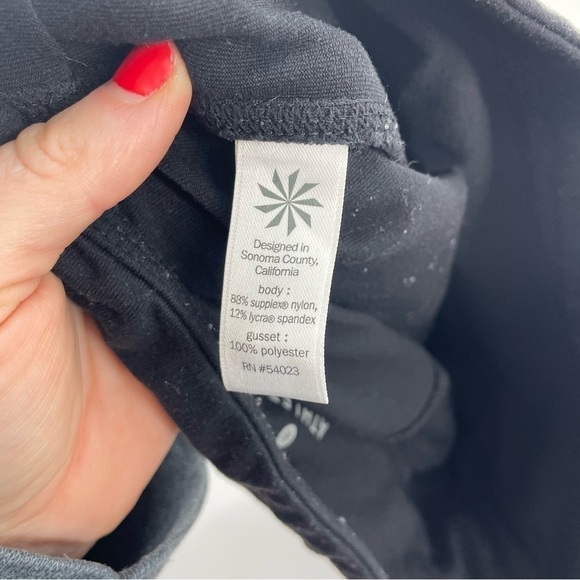 Designed in
Sonoma County,
California
body :
88% supplex® nylon,
12% lycra® spandex
gusset :
100% polyester
RN #54023